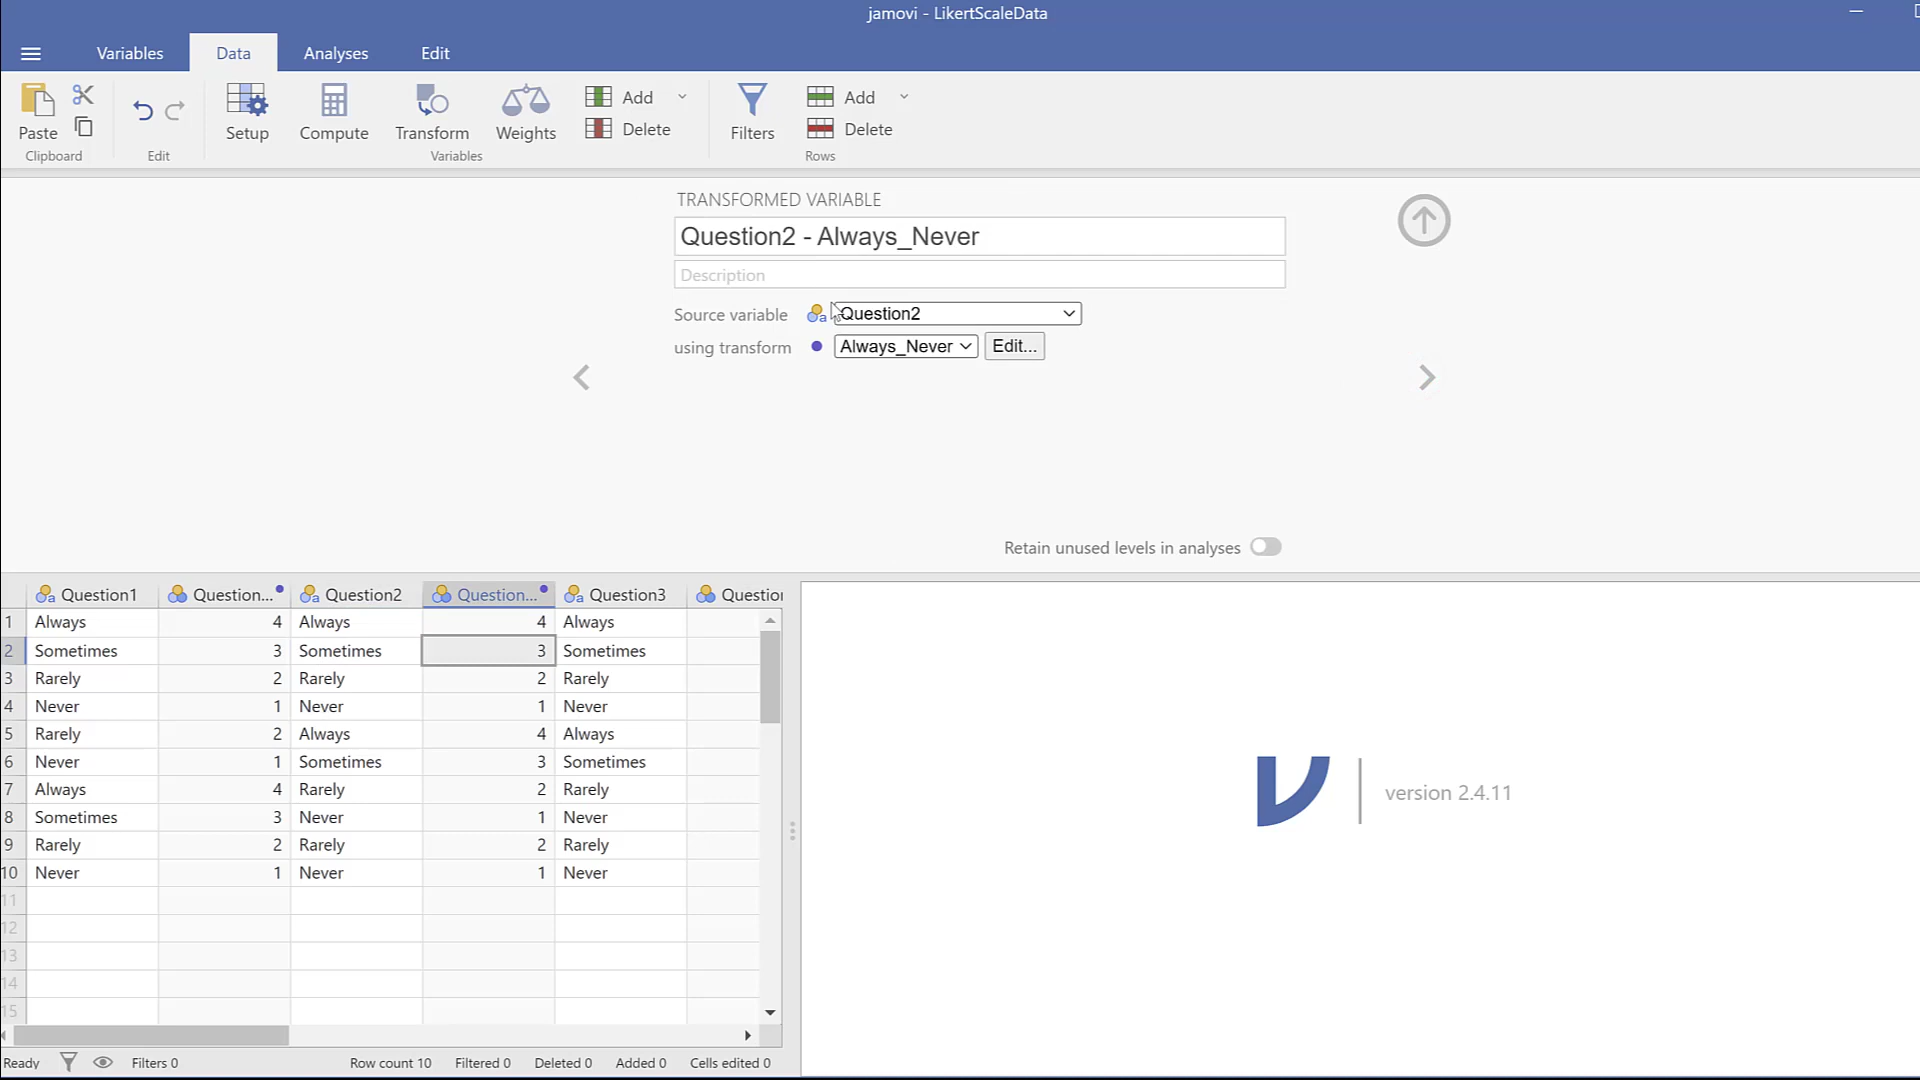 jamovi - LikertScaleData
Variables Data Analyses Edit
Paste Setup Compute Transform Weights Add Delete Filters Add Delete
Clipboard Edit Variables Rows
TRANSFORMED VARIABLE
Question2 - Always_Never
Description
Source variable a Question2
using transform Always_Never Edit...
Retain unused levels in analyses
Question1 Question... Question2 Question... Question3 Question
1 Always 4 Always 4 Always
2 Sometimes 3 Sometimes 3 Sometimes
3 Rarely 2 Rarely 2 Rarely
4 Never 1 Never 1 Never
5 Rarely 2 Always 4 Always
6 Never 1 Sometimes 3 Sometimes
7 Always 4 Rarely 2 Rarely
8 Sometimes 3 Never 1 Never
9 Rarely 2 Rarely 2 Rarely
10 Never 1 Never 1 Never
11
12
13
14
15
version 2.4.11
Ready Filters 0 Row count 10 Filtered 0 Deleted 0 Added 0 Cells edited 0